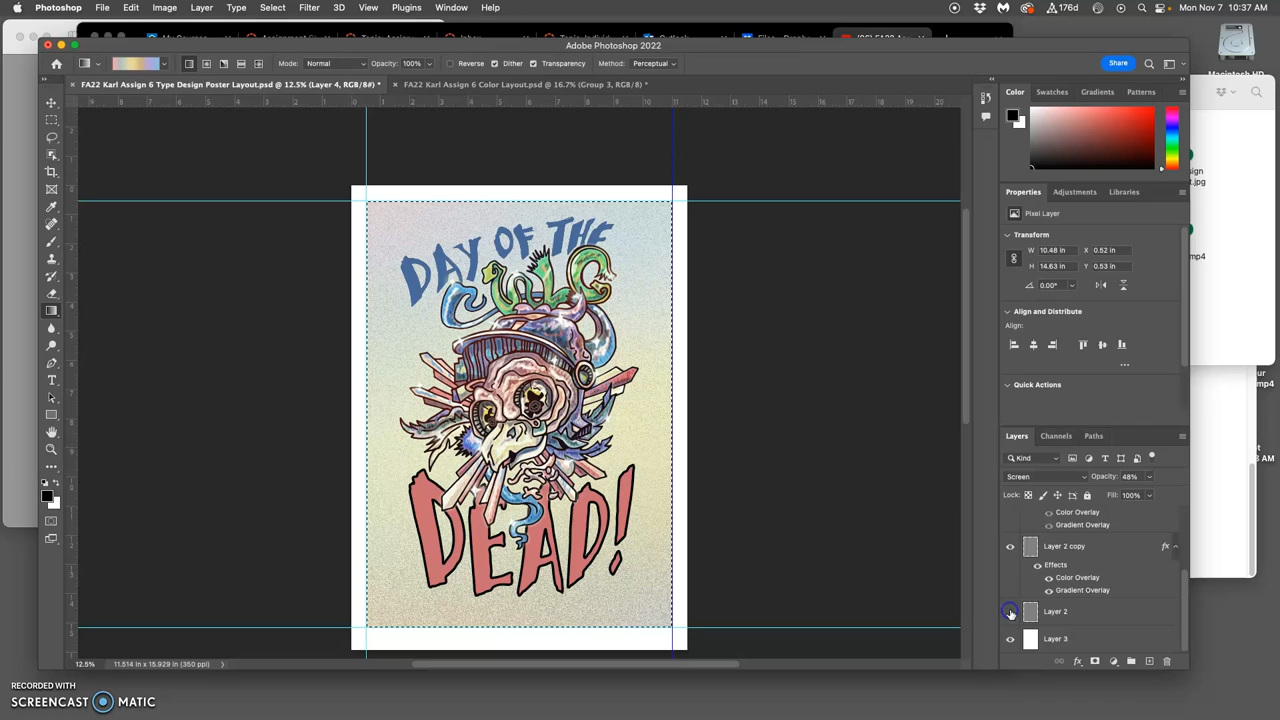 Photoshop File Edit Image Layer Type Select Filter 3D View Plugins Window Help
176d Mon Nov 7 10:37 AM
Adobe Photoshop 2022
Mode: Normal Opacity: 100% Reverse Dither Transparency Method: Perceptual Share
FA22 Karl Assign 6 Type Design Poster Layout.psd @ 12.5% (Layer 4, RGB/8#) *
FA22 Karl Assign 6 Color Layout.psd @ 16.7% (Group 3, RGB/8) *
Color Swatches Gradients Patterns
Properties Adjustments Libraries
Pixel Layer
Transform
W 10.48 in X 0.52 in
H 14.63 in Y 0.53 in
0.00°
Align and Distribute
Align:
Quick Actions
Layers Channels Paths
Kind
Screen Opacity: 48%
Lock: Fill: 100%
Color Overlay
Gradient Overlay
Layer 2 copy fx
Effects
Color Overlay
Gradient Overlay
Layer 2
Layer 3
DAY OF THE
DEAD!
12.5% 11.514 in x 15.929 in (350 ppi)
RECORDED WITH
SCREENCAST MATIC